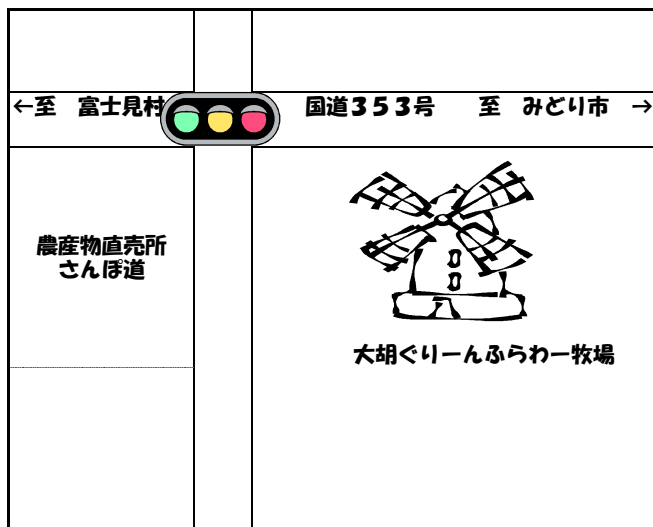 ←至　富士見村
国道３５３号　　至　みどり市　→
農産物直売所
さんぽ道
大胡ぐりーんふらわー牧場